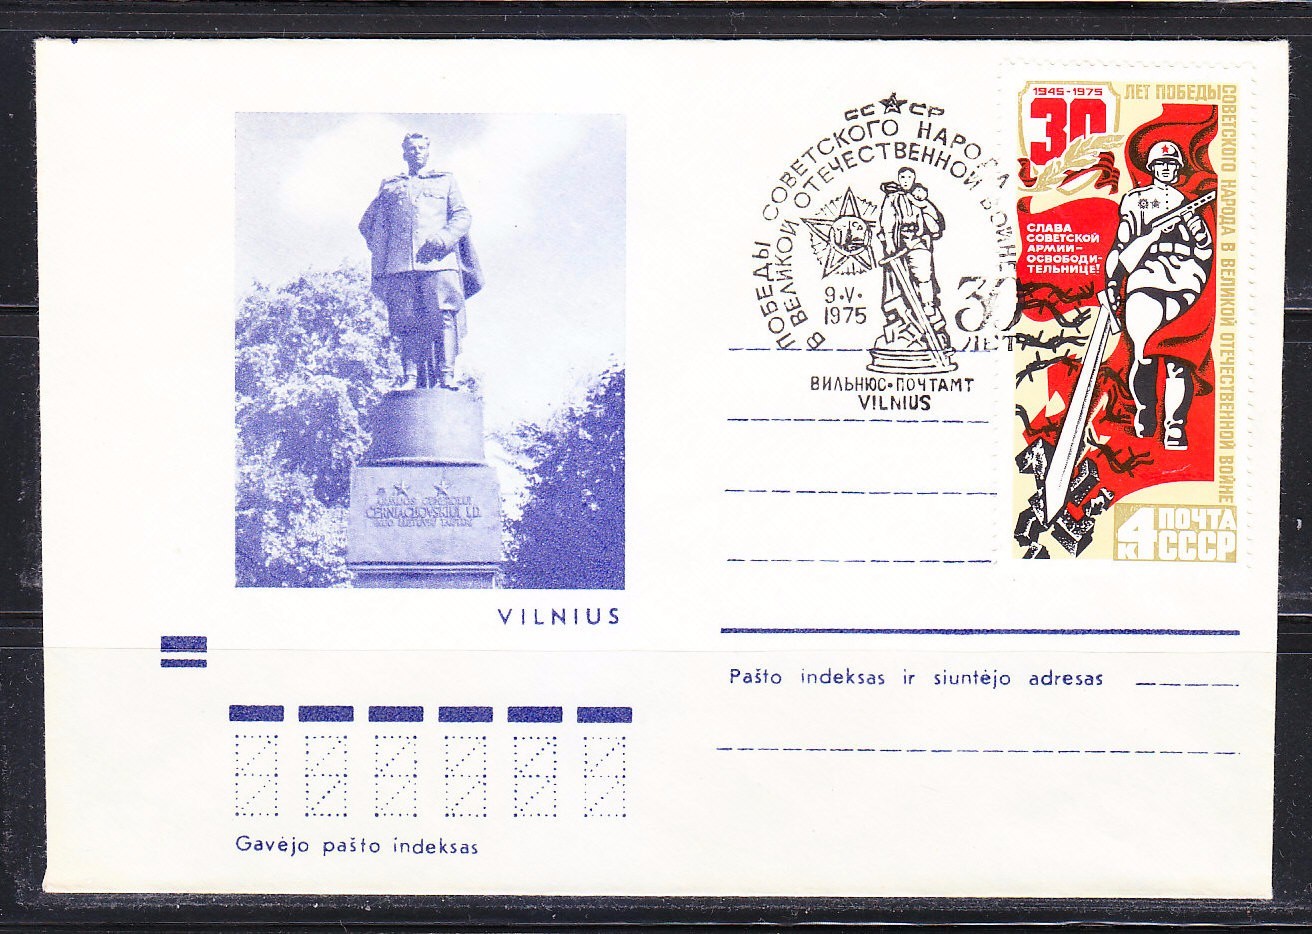 СССР
ПОБЕДЫ СОВЕТСКОГО НАРОДА
В ВЕЛИКОЙ ОТЕЧЕСТВЕННОЙ ВОЙНЕ
9·V·
1975
30
ЛЕТ
ВИЛЬНЮС·ПОЧТАМТ
VILNIUS
1945-1975
30
ЛЕТ ПОБЕДЫ
СОВЕТСКОГО НАРОДА В ВЕЛИКОЙ ОТЕЧЕСТВЕННОЙ ВОЙНЕ
СЛАВА
СОВЕТСКОЙ
АРМИИ–
ОСВОБОДИ-
ТЕЛЬНИЦЕ!
4К ПОЧТА
СССР
ČERNIACHOVSKIUI I.D.
VILNIUS
Pašto indeksas ir siuntėjo adresas
Gavėjo pašto indeksas